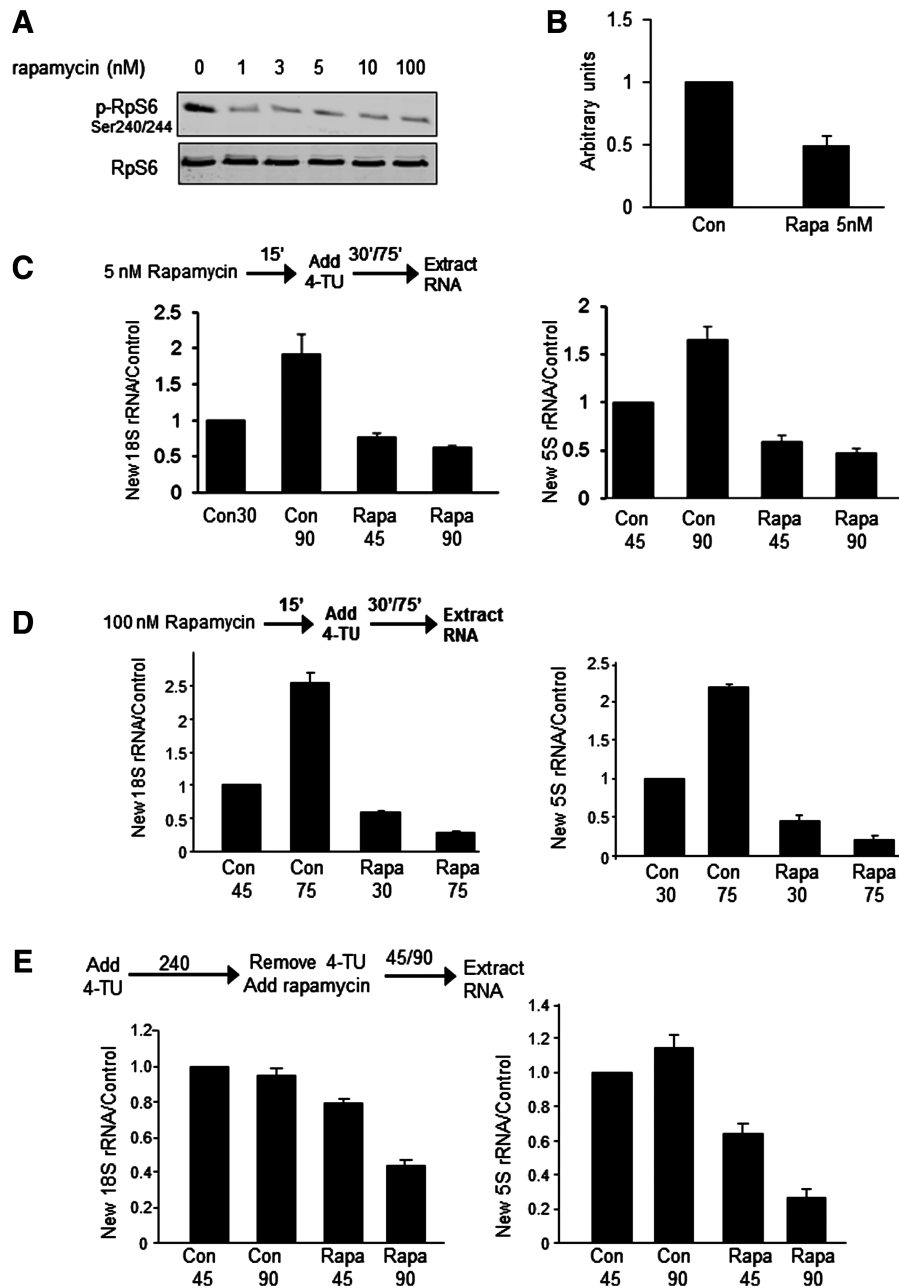 A
rapamycin (nM) 0 1 3 5 10 100
p-RpS6
Ser240/244
RpS6
B
Arbitrary units
1.5
1
0.5
0
Con Rapa 5nM
C
5 nM Rapamycin 15' Add 4-TU 30'/75' Extract RNA
New 18S rRNA/Control
2.5
2
1.5
1
0.5
0
Con30 Con 90 Rapa 45 Rapa 90
New 5S rRNA/Control
2
1.5
1
0.5
0
Con 45 Con 90 Rapa 45 Rapa 90
D
100 nM Rapamycin 15' Add 4-TU 30'/75' Extract RNA
New 18S rRNA/Control
2.5
2
1.5
1
0.5
0
Con 45 Con 75 Rapa 30 Rapa 75
New 5S rRNA/Control
2.5
2
1.5
1
0.5
0
Con 30 Con 75 Rapa 30 Rapa 75
E
Add 4-TU 240 Remove 4-TU Add rapamycin 45/90 Extract RNA
New 18S rRNA/Control
1.2
1.0
0.8
0.6
0.4
0.2
0
Con 45 Con 90 Rapa 45 Rapa 90
New 5S rRNA/Control
1.4
1.2
1.0
0.8
0.6
0.4
0.2
0
Con 45 Con 90 Rapa 45 Rapa 90